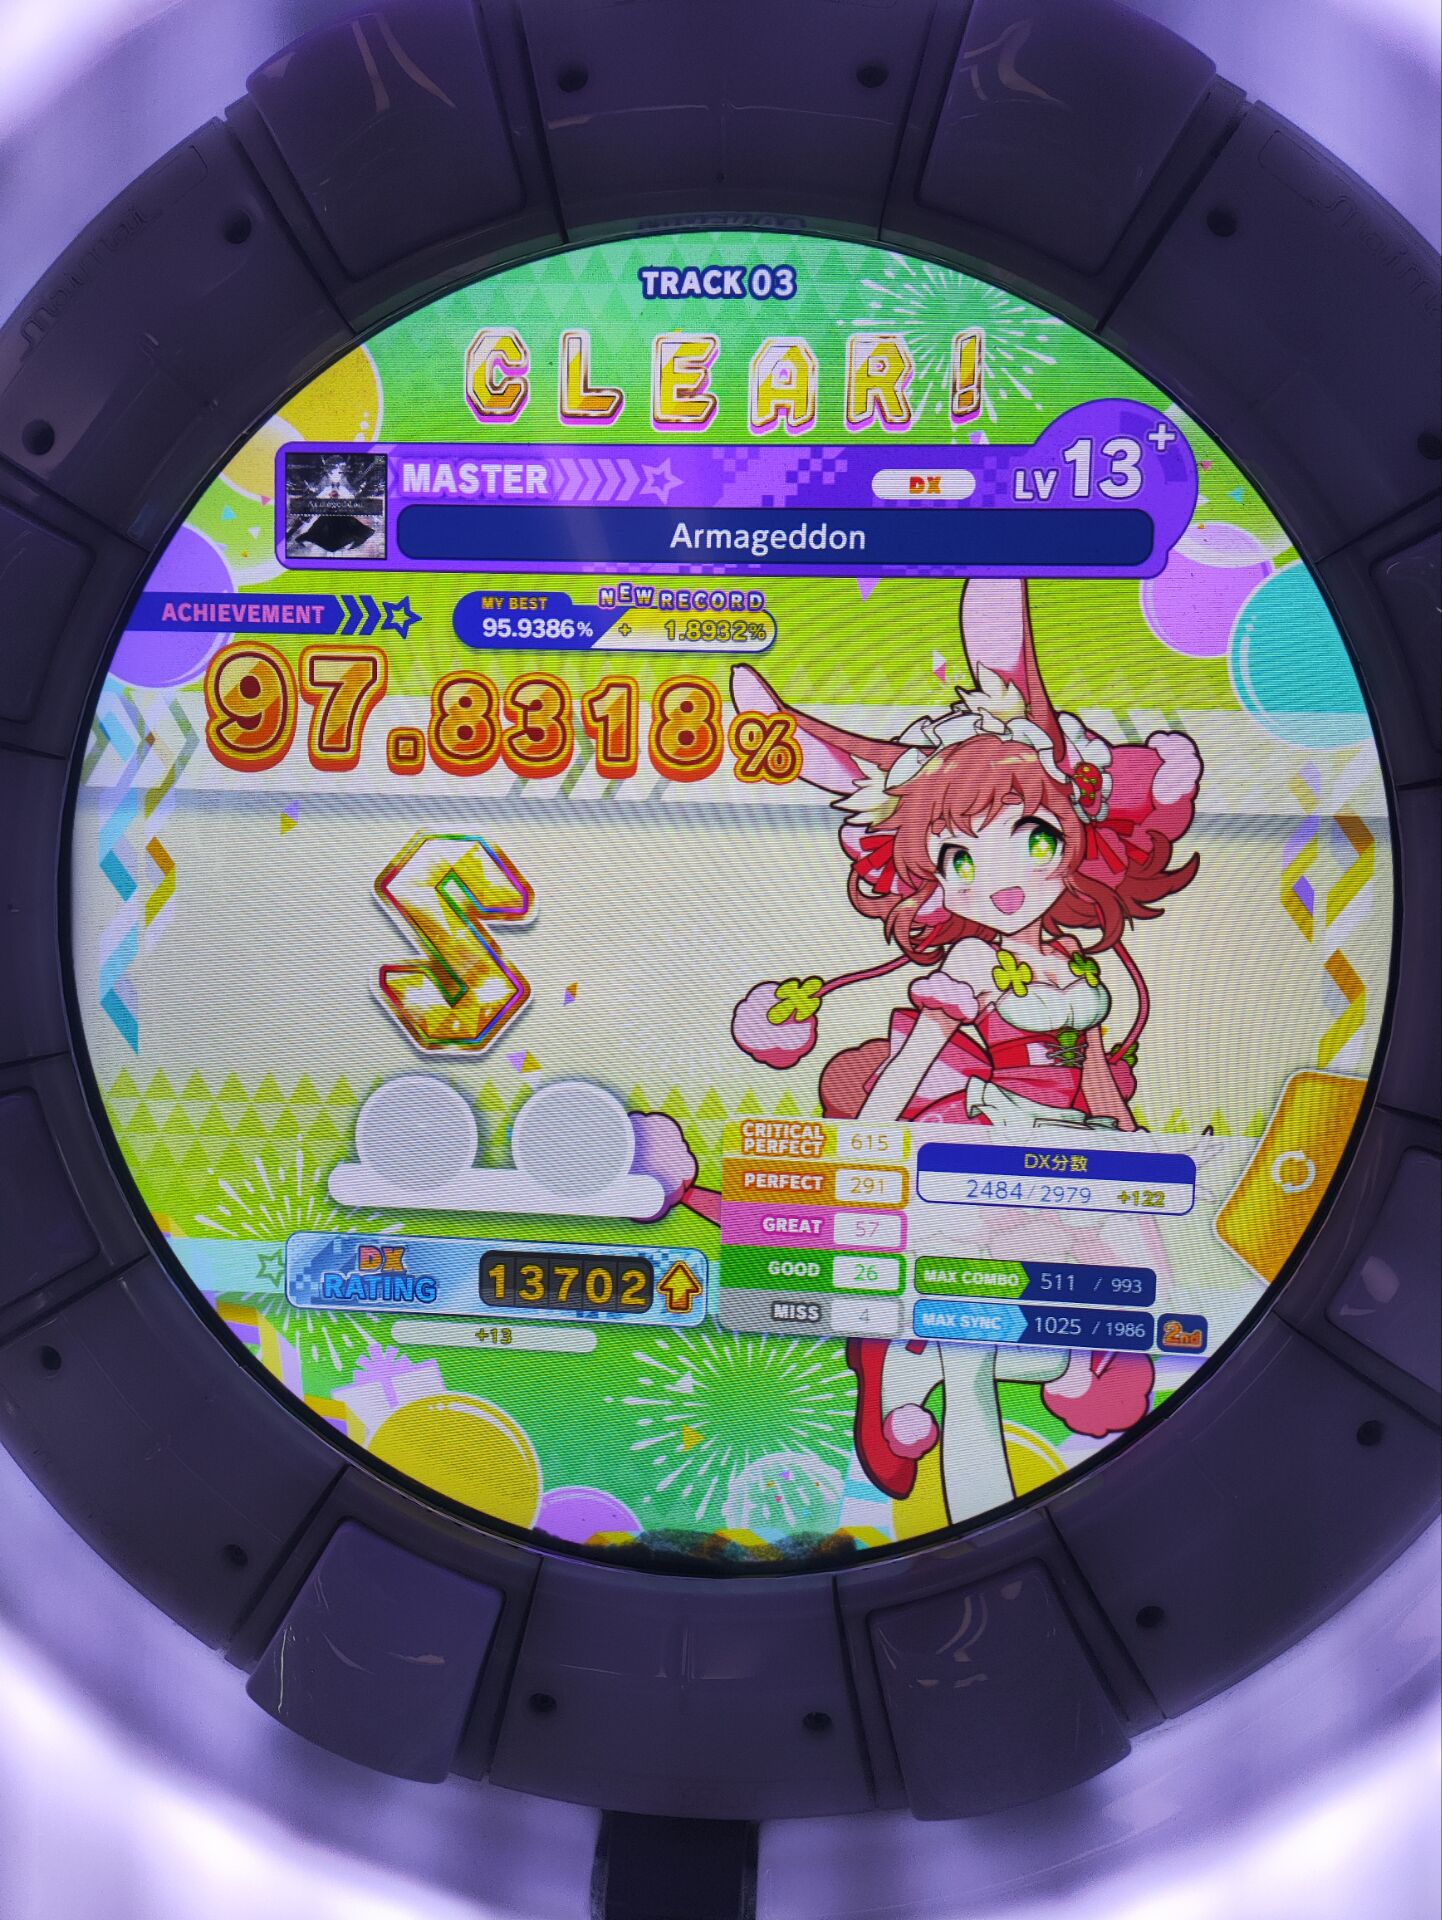 TRACK 03
CLEAR!
MASTER
DX
LV 13+
Armageddon
ACHIEVEMENT
MY BEST
NEW RECORD
95.9386%
+ 1.8932%
97.8318%
S
CRITICAL PERFECT 615
PERFECT 291
GREAT 57
GOOD 26
MISS 4
DX分数
2484/2979 +122
MAX COMBO 511 / 993
MAX SYNC 1025 / 1986 2nd
DX RATING 13702
+13